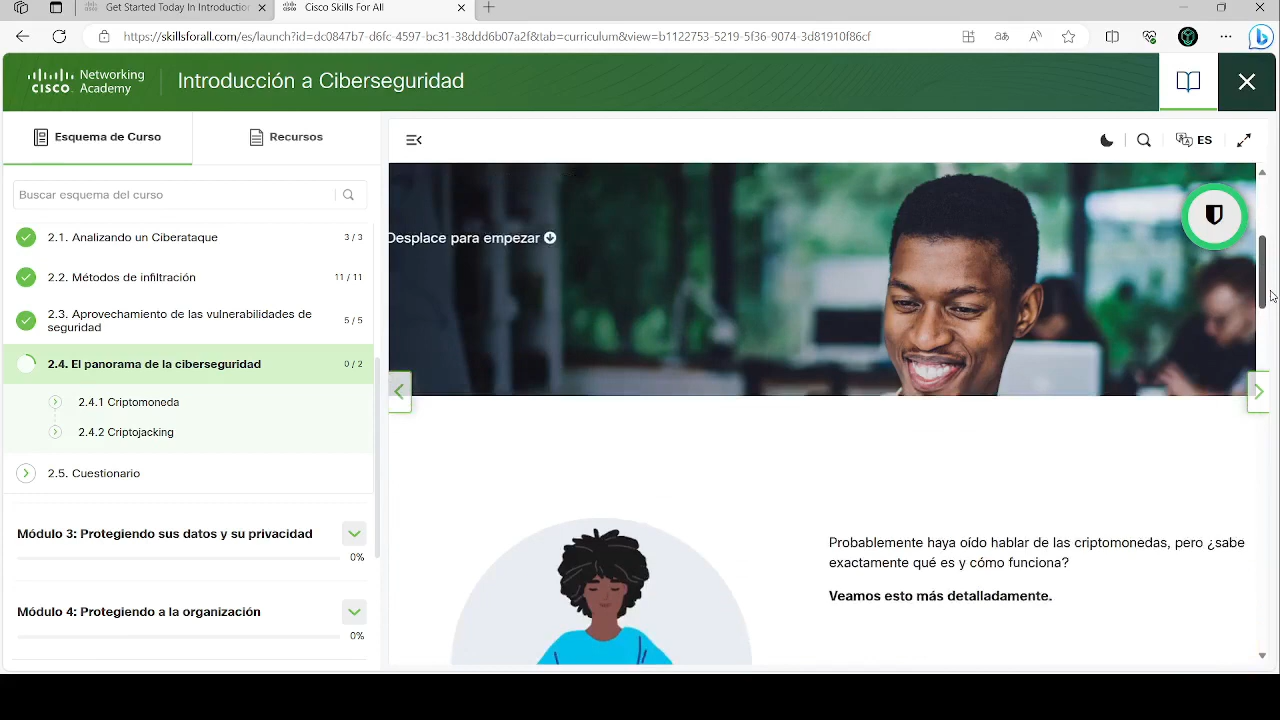 Get Started Today In Introduction
Cisco Skills For All
https://skillsforall.com/es/launch?id=dc0847b7-d6fc-4597-bc31-38ddd6b07a2f&tab=curriculum&view=b1122753-5219-5f36-9074-3d81910f86cf
cisco
Networking
Academy
Introducción a Ciberseguridad
Esquema de Curso
Recursos
ES
Buscar esquema del curso
2.1. Analizando un Ciberataque 3 / 3
2.2. Métodos de infiltración 11 / 11
2.3. Aprovechamiento de las vulnerabilidades de
seguridad 5 / 5
2.4. El panorama de la ciberseguridad 0 / 2
2.4.1 Criptomoneda
2.4.2 Criptojacking
2.5. Cuestionario
Módulo 3: Protegiendo sus datos y su privacidad
0%
Módulo 4: Protegiendo a la organización
0%
Desplace para empezar
Probablemente haya oído hablar de las criptomonedas, pero ¿sabe
exactamente qué es y cómo funciona?
Veamos esto más detalladamente.